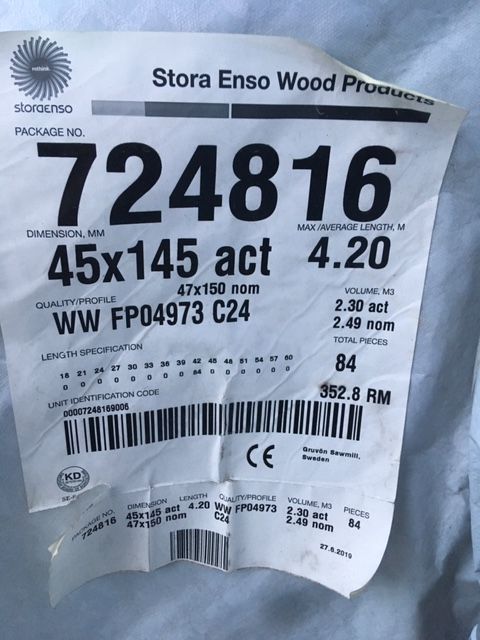 rethink
storaenso
Stora Enso Wood Products
PACKAGE NO.
724816
DIMENSION, MM
MAX /AVERAGE LENGTH, M
45x145 act
4.20
47x150 nom
QUALITY/PROFILE
VOLUME, M3
WW FP04973 C24
2.30 act
2.49 nom
LENGTH SPECIFICATION
TOTAL PIECES
18 21 24 27 30 33 36 39 42 45 48 51 54 57 60
84
0 0 0 0 0 0 0 0 84 0 0 0 0 0 0
352.8 RM
UNIT IDENTIFICATION CODE
00007248169006
CE
Gruvön Sawmill,
Sweden
KD
PACKAGE NO. DIMENSION LENGTH QUALITY/PROFILE VOLUME, M3 PIECES
724816 45x145 act 4.20 WW FP04973 2.30 act 84
47x150 nom C24 2.49 nom
27.6.2019